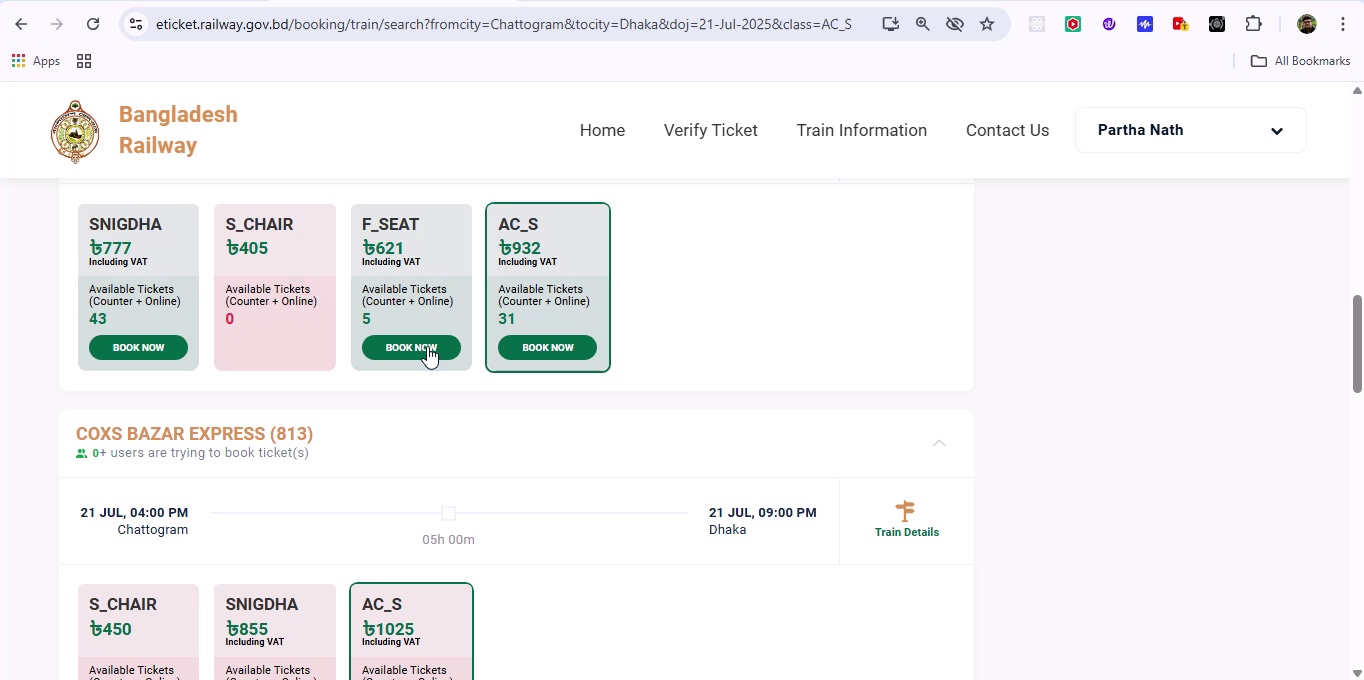 eticket.railway.gov.bd/booking/train/search?fromcity=Chattogram&tocity=Dhaka&doj=21-Jul-2025&class=AC_S
Apps
All Bookmarks
Bangladesh
Railway
Home
Verify Ticket
Train Information
Contact Us
Partha Nath
SNIGDHA
৳777
Including VAT
Available Tickets
(Counter + Online)
43
BOOK NOW
S_CHAIR
৳405
Available Tickets
(Counter + Online)
0
F_SEAT
৳621
Including VAT
Available Tickets
(Counter + Online)
5
BOOK NOW
AC_S
৳932
Including VAT
Available Tickets
(Counter + Online)
31
BOOK NOW
COXS BAZAR EXPRESS (813)
0+ users are trying to book ticket(s)
21 JUL, 04:00 PM
Chattogram
05h 00m
21 JUL, 09:00 PM
Dhaka
Train Details
S_CHAIR
৳450
Available Tickets
SNIGDHA
৳855
Including VAT
Available Tickets
AC_S
৳1025
Including VAT
Available Tickets